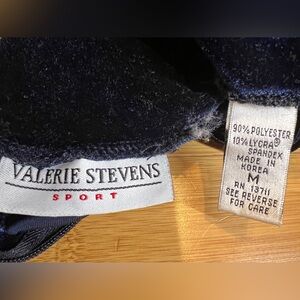 VALERIE STEVENS
SPORT
90% POLYESTER
10% LYCRA®
SPANDEX
MADE IN
KOREA
M
RN 13711
SEE REVERSE
FOR CARE